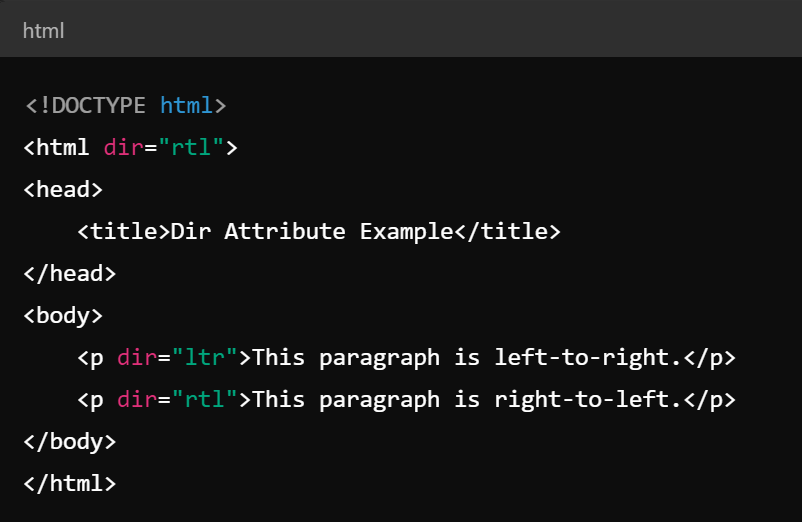 html
<!DOCTYPE html>
<html dir="rtl">
<head>
    <title>Dir Attribute Example</title>
</head>
<body>
    <p dir="ltr">This paragraph is left-to-right.</p>
    <p dir="rtl">This paragraph is right-to-left.</p>
</body>
</html>